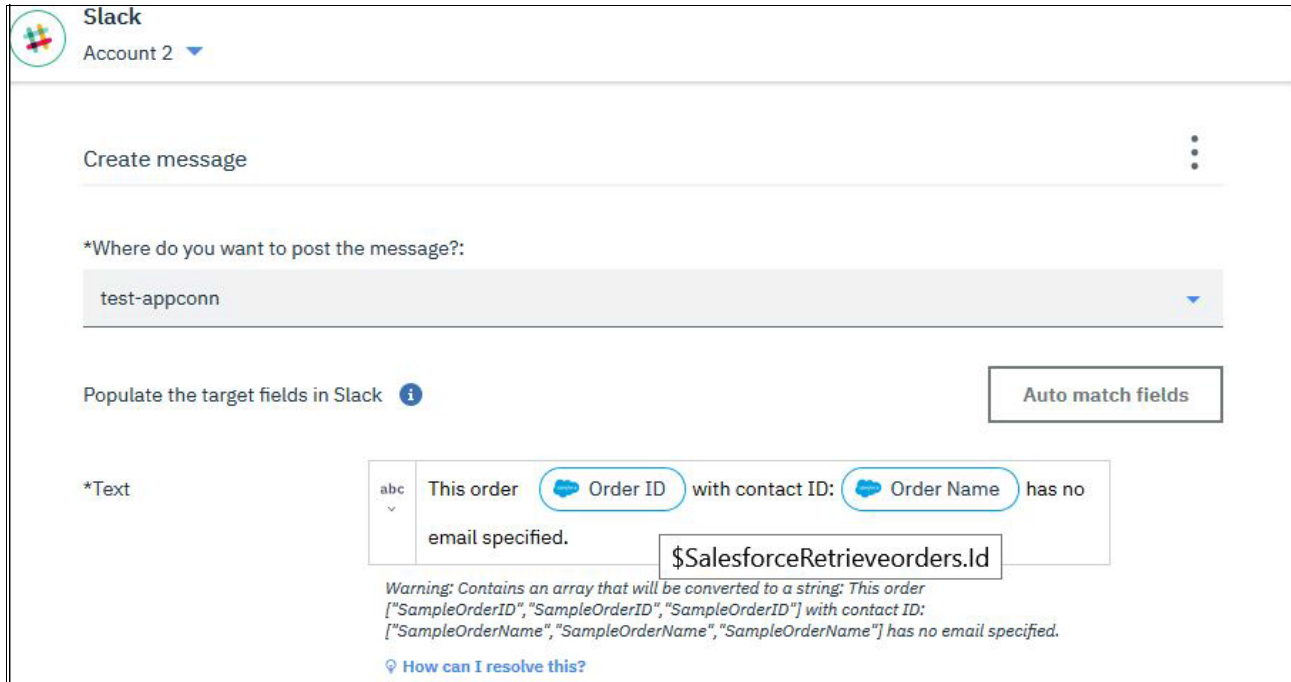 Slack
Account 2
Create message
*Where do you want to post the message?:
test-appconn
Populate the target fields in Slack i
Auto match fields
*Text
abc
This order Order ID with contact ID: Order Name has no
email specified.
$SalesforceRetrieveorders.Id
Warning: Contains an array that will be converted to a string: This order
["SampleOrderID","SampleOrderID","SampleOrderID"] with contact ID:
["SampleOrderName","SampleOrderName","SampleOrderName"] has no email specified.
How can I resolve this?